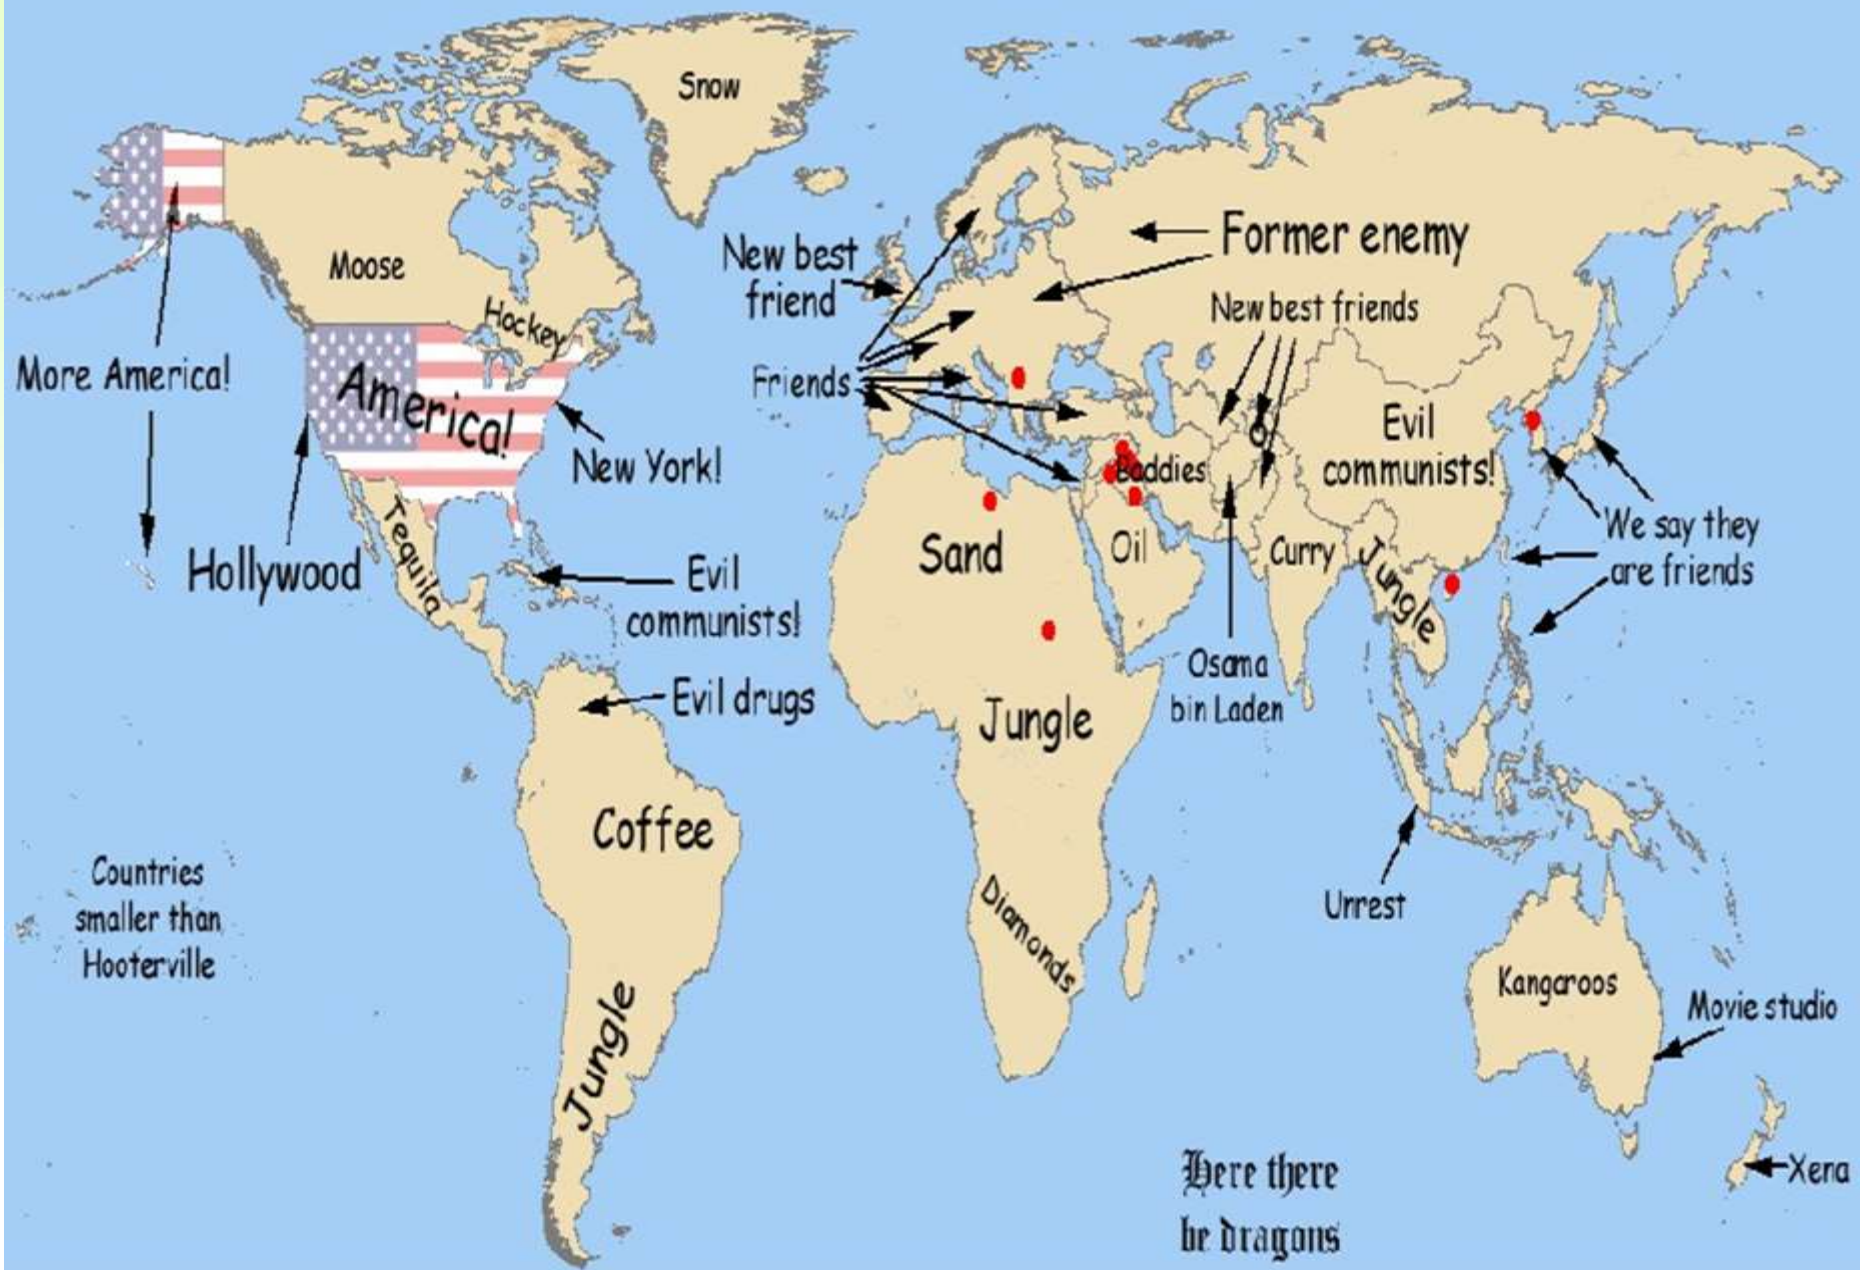 Snow
Moose
Hockey
More America!
America!
New York!
Hollywood
Tequila
Evil
communists!
Evil drugs
Coffee
Jungle
Countries
smaller than
Hooterville
New best
friend
Friends
Former enemy
New best friends
Baddies
Evil
communists!
Sand
Oil
Curry
Jungle
We say they
are friends
Osama
bin Laden
Jungle
Diamonds
Unrest
Kangaroos
Movie studio
Xena
Here there
be dragons